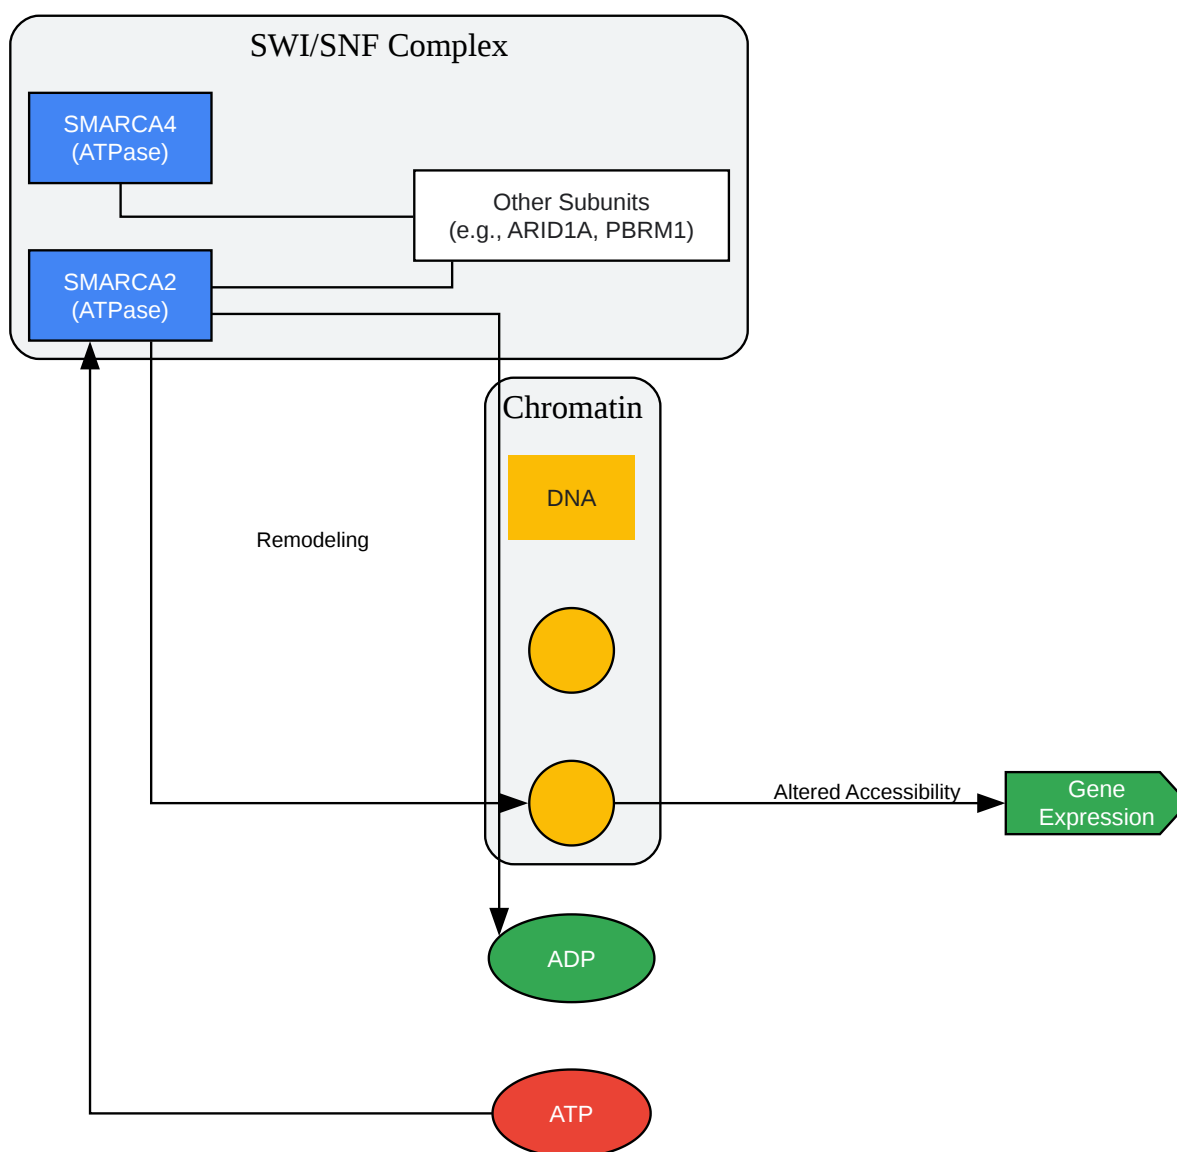 SWI/SNF Complex
SMARCA4
(ATPase)
Other Subunits
(e.g., ARID1A, PBRM1)
SMARCA2
(ATPase)
Chromatin
DNA
Remodeling
Altered Accessibility
Gene
Expression
ADP
ATP